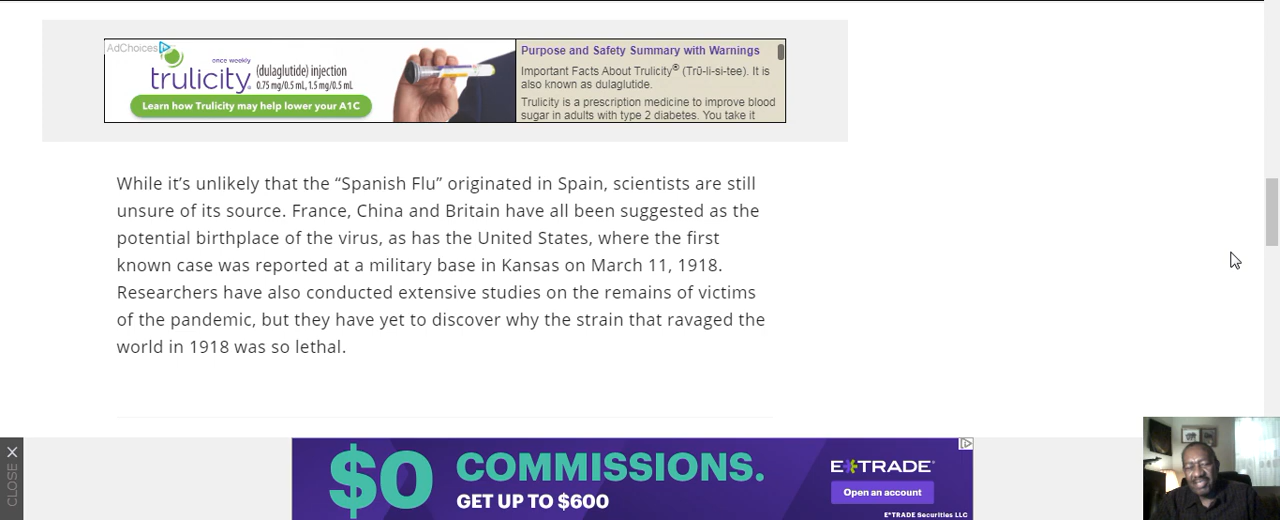 AdChoices
once weekly
trulicity® (dulaglutide) injection
0.75 mg/0.5 mL, 1.5 mg/0.5 mL
Learn how Trulicity may help lower your A1C
Purpose and Safety Summary with Warnings
Important Facts About Trulicity® (Trū-li-si-tee). It is
also known as dulaglutide.
Trulicity is a prescription medicine to improve blood
sugar in adults with type 2 diabetes. You take it
While it’s unlikely that the “Spanish Flu” originated in Spain, scientists are still
unsure of its source. France, China and Britain have all been suggested as the
potential birthplace of the virus, as has the United States, where the first
known case was reported at a military base in Kansas on March 11, 1918.
Researchers have also conducted extensive studies on the remains of victims
of the pandemic, but they have yet to discover why the strain that ravaged the
world in 1918 was so lethal.
CLOSE X
$0 COMMISSIONS.
GET UP TO $600
E*TRADE®
Open an account
E*TRADE Securities LLC